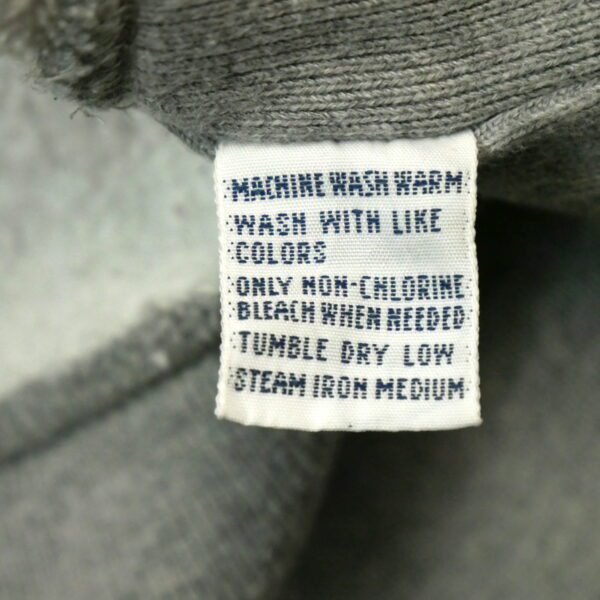 MACHINE WASH WARM
WASH WITH LIKE
COLORS
ONLY NON-CHLORINE
BLEACH WHEN NEEDED
TUMBLE DRY LOW
STEAM IRON MEDIUM